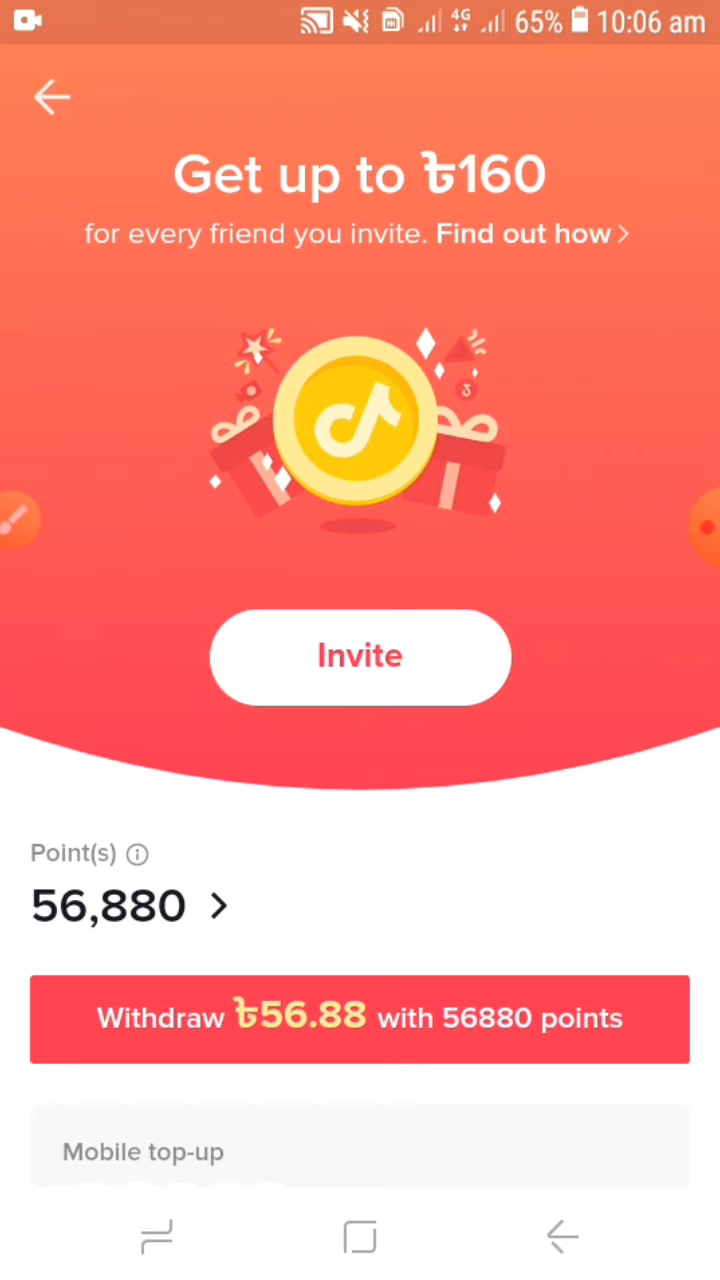 4G 65% 10:06 am
Get up to ৳160
for every friend you invite. Find out how >
Invite
Point(s)
56,880 >
Withdraw ৳56.88 with 56880 points
Mobile top-up